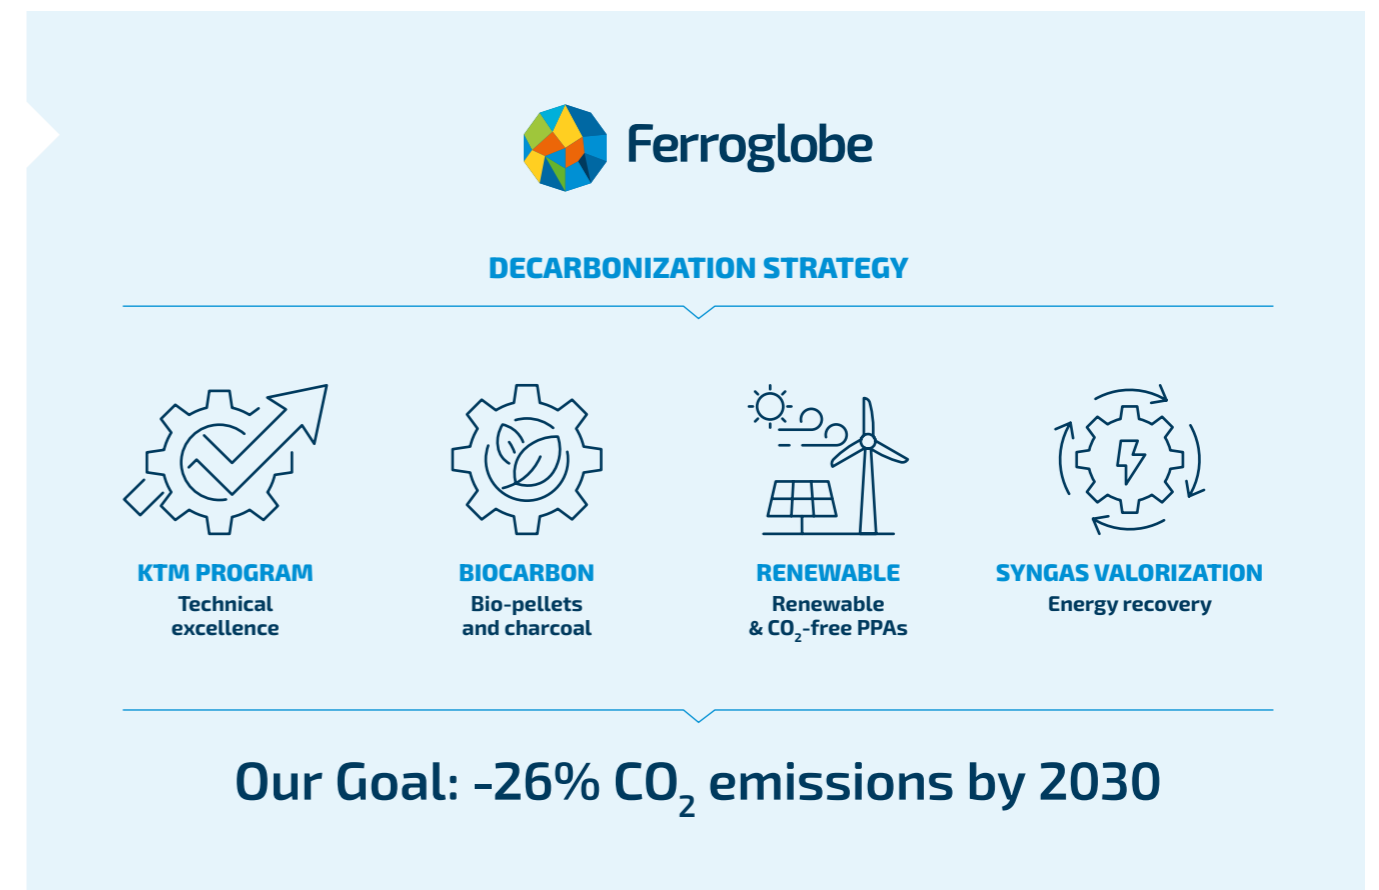 Ferroglobe
DECARBONIZATION STRATEGY
KTM PROGRAM
Technical
excellence
BIOCARBON
Bio-pellets
and charcoal
RENEWABLE
Renewable
& CO₂-free PPAs
SYNGAS VALORIZATION
Energy recovery
Our Goal: -26% CO₂ emissions by 2030